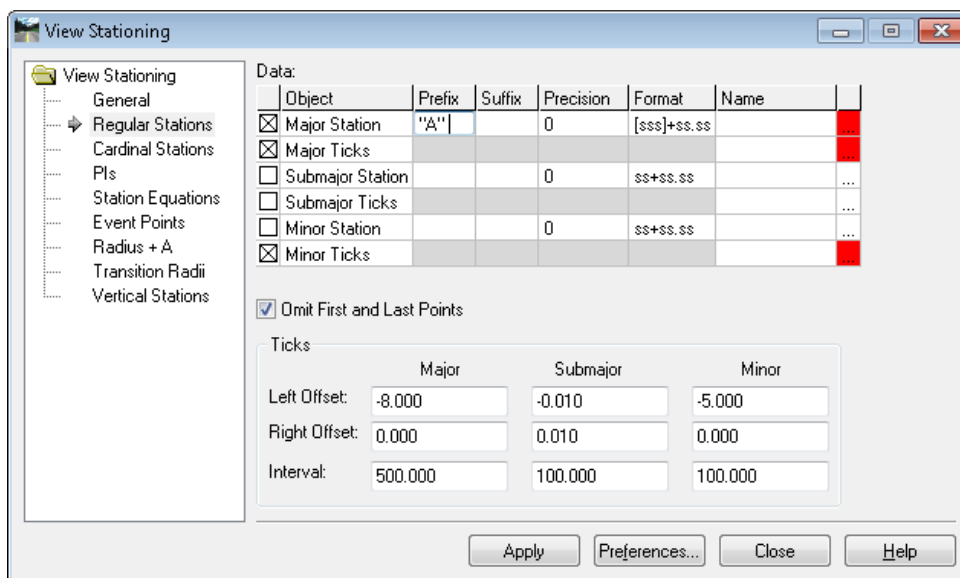 View Stationing
View Stationing
General
Regular Stations
Cardinal Stations
PIs
Station Equations
Event Points
Radius + A
Transition Radii
Vertical Stations
Data:
Object Prefix Suffix Precision Format Name
Major Station "A" 0 [sss]+ss.ss ...
Major Ticks ...
Submajor Station 0 ss+ss.ss ...
Submajor Ticks ...
Minor Station 0 ss+ss.ss ...
Minor Ticks ...
Omit First and Last Points
Ticks
Major Submajor Minor
Left Offset: -8.000 -0.010 -5.000
Right Offset: 0.000 0.010 0.000
Interval: 500.000 100.000 100.000
Apply Preferences... Close Help